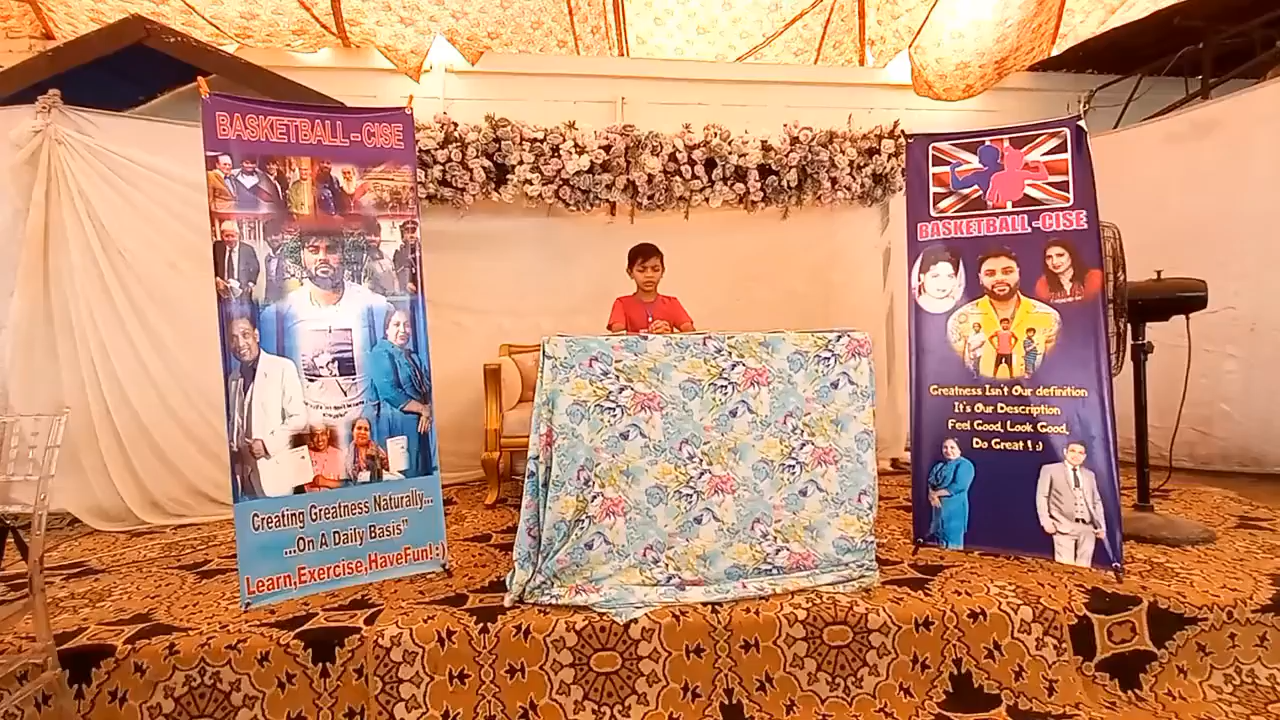 BASKETBALL-CISE
Creating Greatness Naturally...
...On A Daily Basis"
Learn,Exercise,HaveFun!:)
BASKETBALL -CISE
Greatness Isn't Our definition
It's Our Description
Feel Good, Look Good,
Do Great ! :)